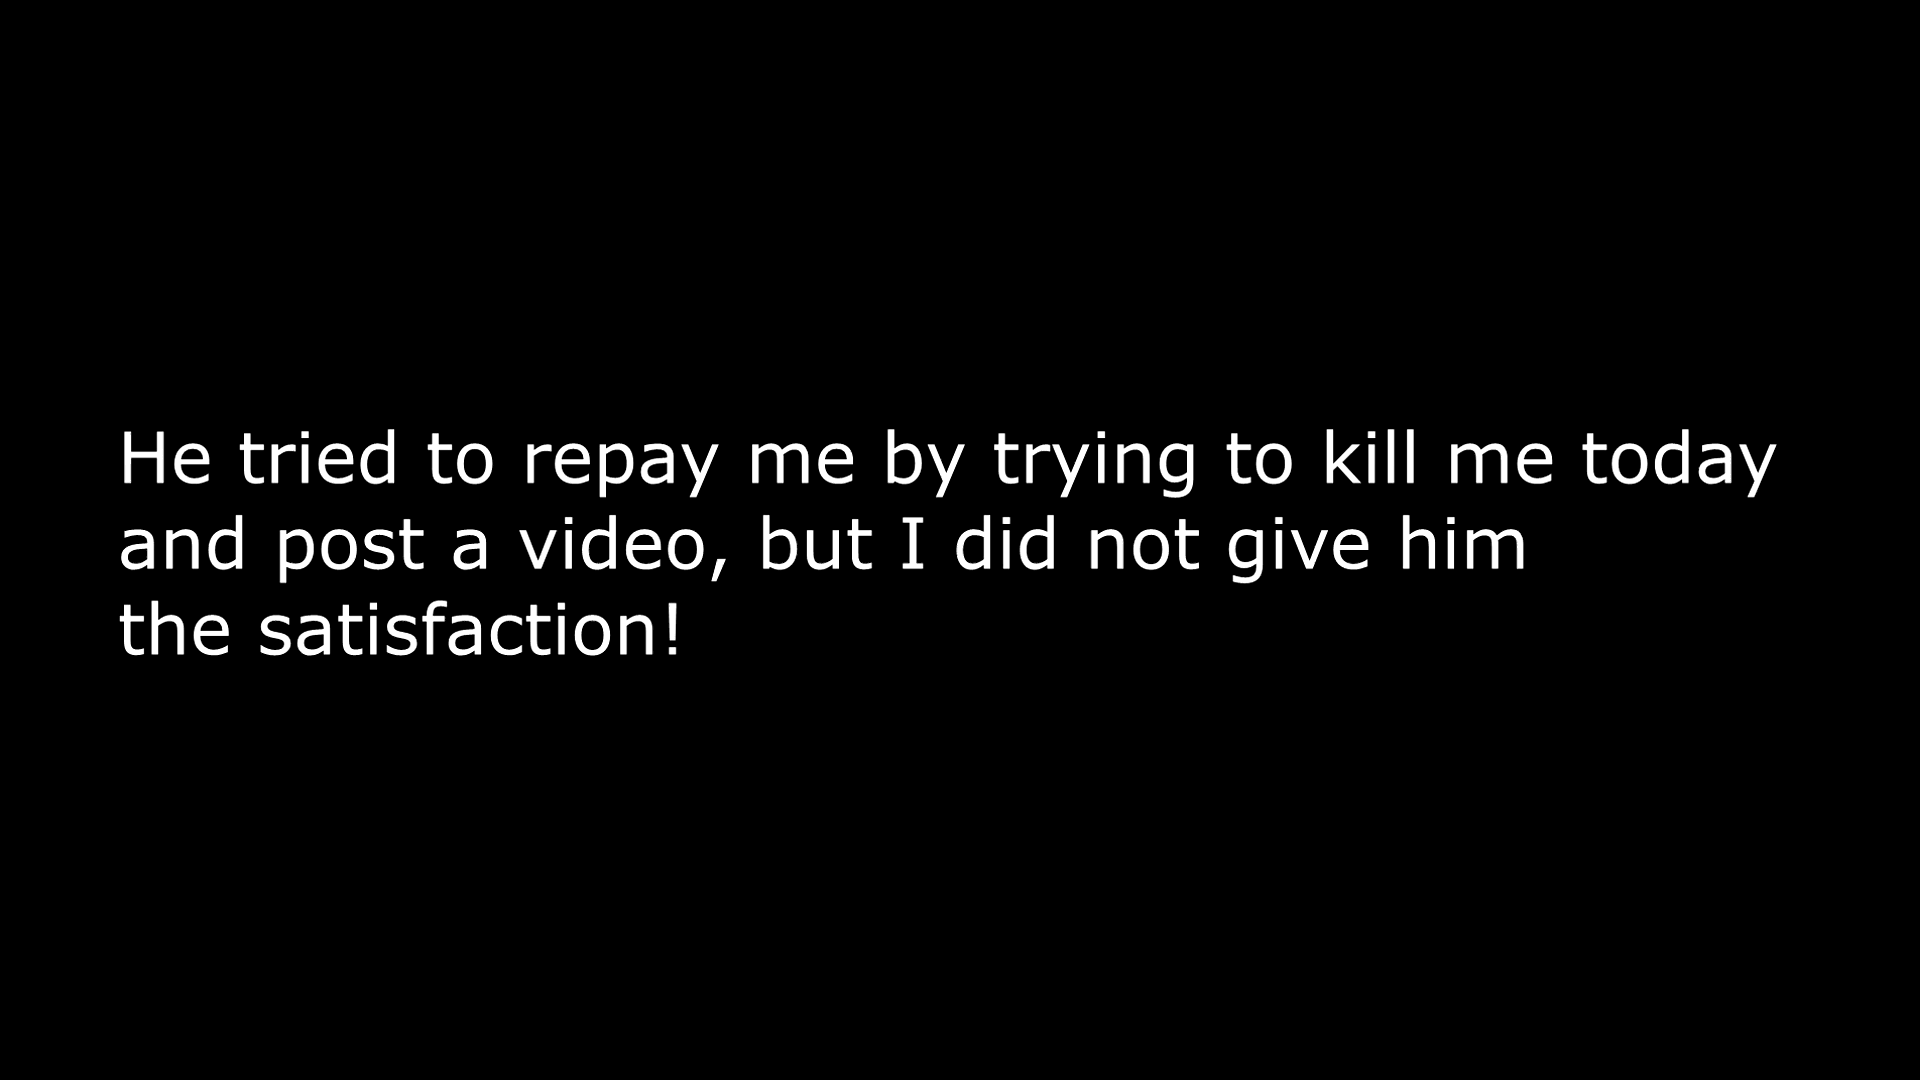 He tried to repay me by trying to kill me today
and post a video, but I did not give him
the satisfaction!